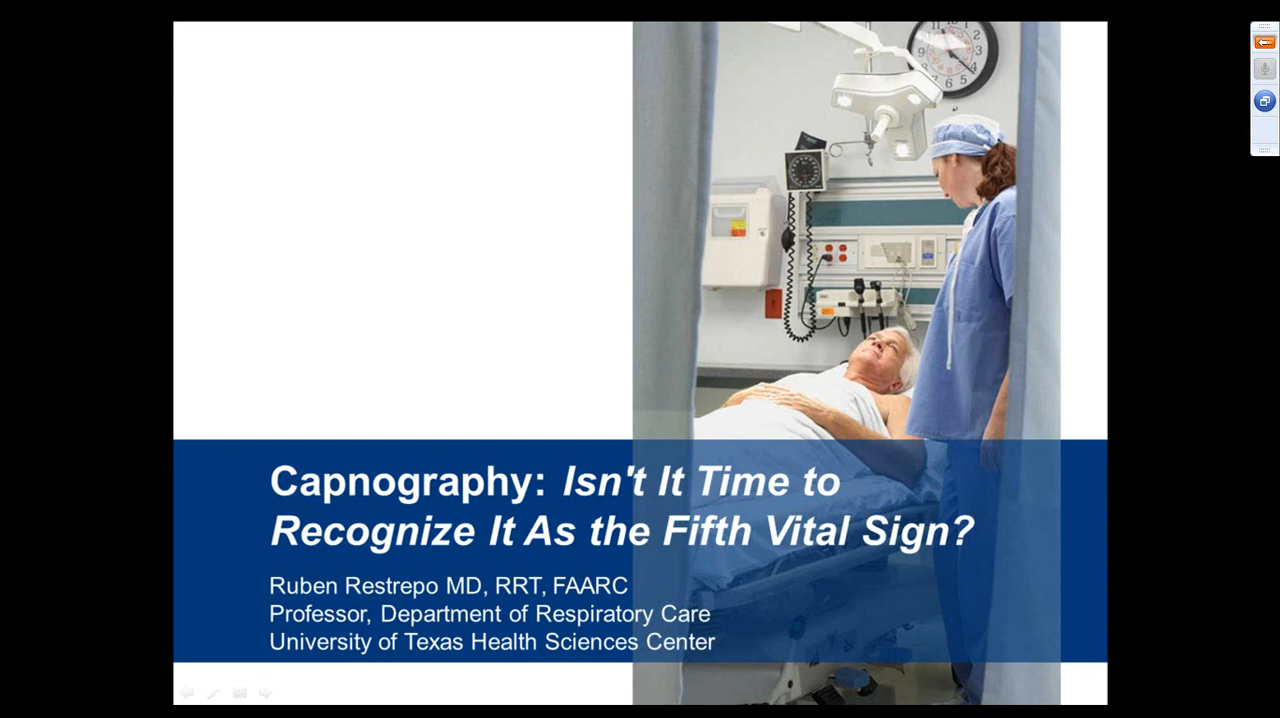 Capnography: Isn't It Time to
Recognize It As the Fifth Vital Sign?
Ruben Restrepo MD, RRT, FAARC
Professor, Department of Respiratory Care
University of Texas Health Sciences Center